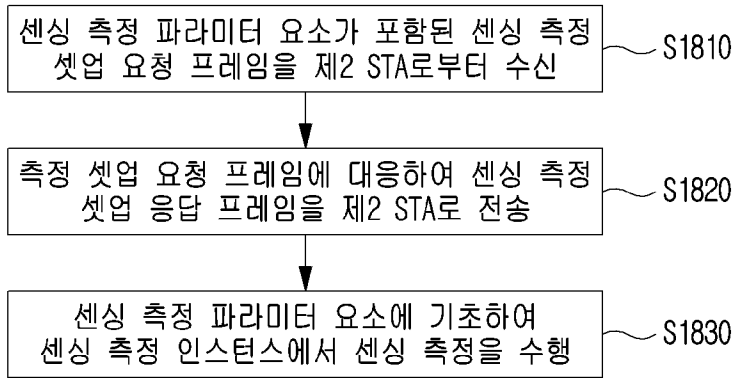 센싱 측정 파라미터 요소가 포함된 센싱 측정
셋업 요청 프레임을 제2 STA로부터 수신
S1810
측정 셋업 요청 프레임에 대응하여 센싱 측정
셋업 응답 프레임을 제2 STA로 전송
S1820
센싱 측정 파라미터 요소에 기초하여
센싱 측정 인스턴스에서 센싱 측정을 수행
S1830